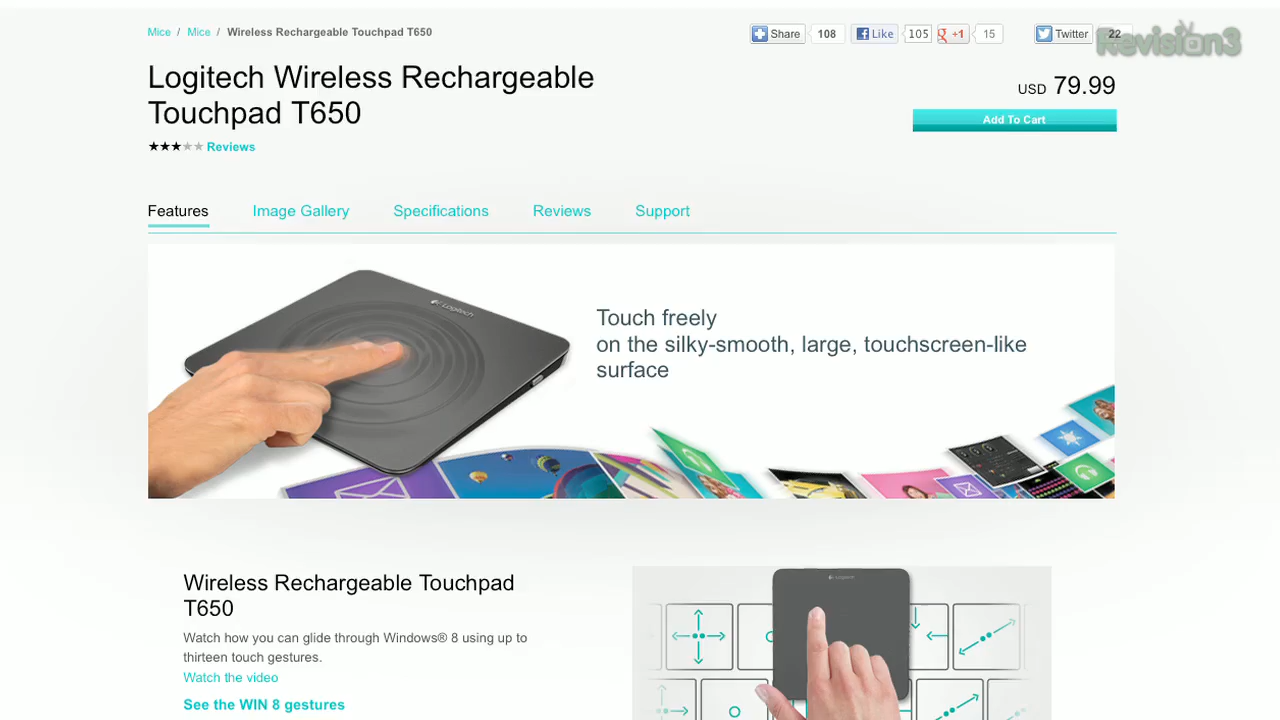 Mice / Mice / Wireless Rechargeable Touchpad T650
Share 108 Like 105 +1 15 Twitter 22
Revision3
Logitech Wireless Rechargeable
Touchpad T650
USD 79.99
Add To Cart
Reviews
Features Image Gallery Specifications Reviews Support
Logitech
Touch freely
on the silky-smooth, large, touchscreen-like
surface
Wireless Rechargeable Touchpad
T650
Watch how you can glide through Windows® 8 using up to
thirteen touch gestures.
Watch the video
See the WIN 8 gestures
Logitech